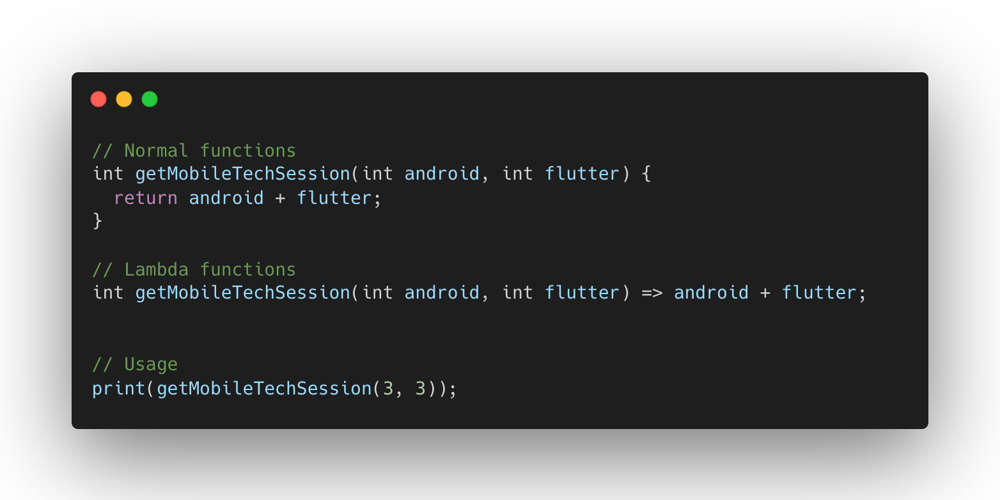 // Normal functions
int getMobileTechSession(int android, int flutter) {
  return android + flutter;
}
// Lambda functions
int getMobileTechSession(int android, int flutter) => android + flutter;
// Usage
print(getMobileTechSession(3, 3));